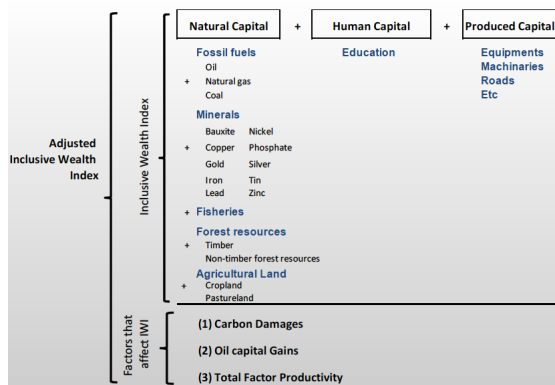 Natural Capital + Human Capital + Produced Capital
Fossil fuels Education Equipments
Oil Machinaries
+ Natural gas Roads
Coal Etc
Minerals
Bauxite Nickel
+ Copper Phosphate
Gold Silver
Iron Tin
Lead Zinc
+ Fisheries
Forest resources
+ Timber
Non-timber forest resources
Agricultural Land
+ Cropland
Pastureland
Adjusted
Inclusive Wealth
Index
Inclusive Wealth Index
Factors that
affect IWI
(1) Carbon Damages
(2) Oil capital Gains
(3) Total Factor Productivity